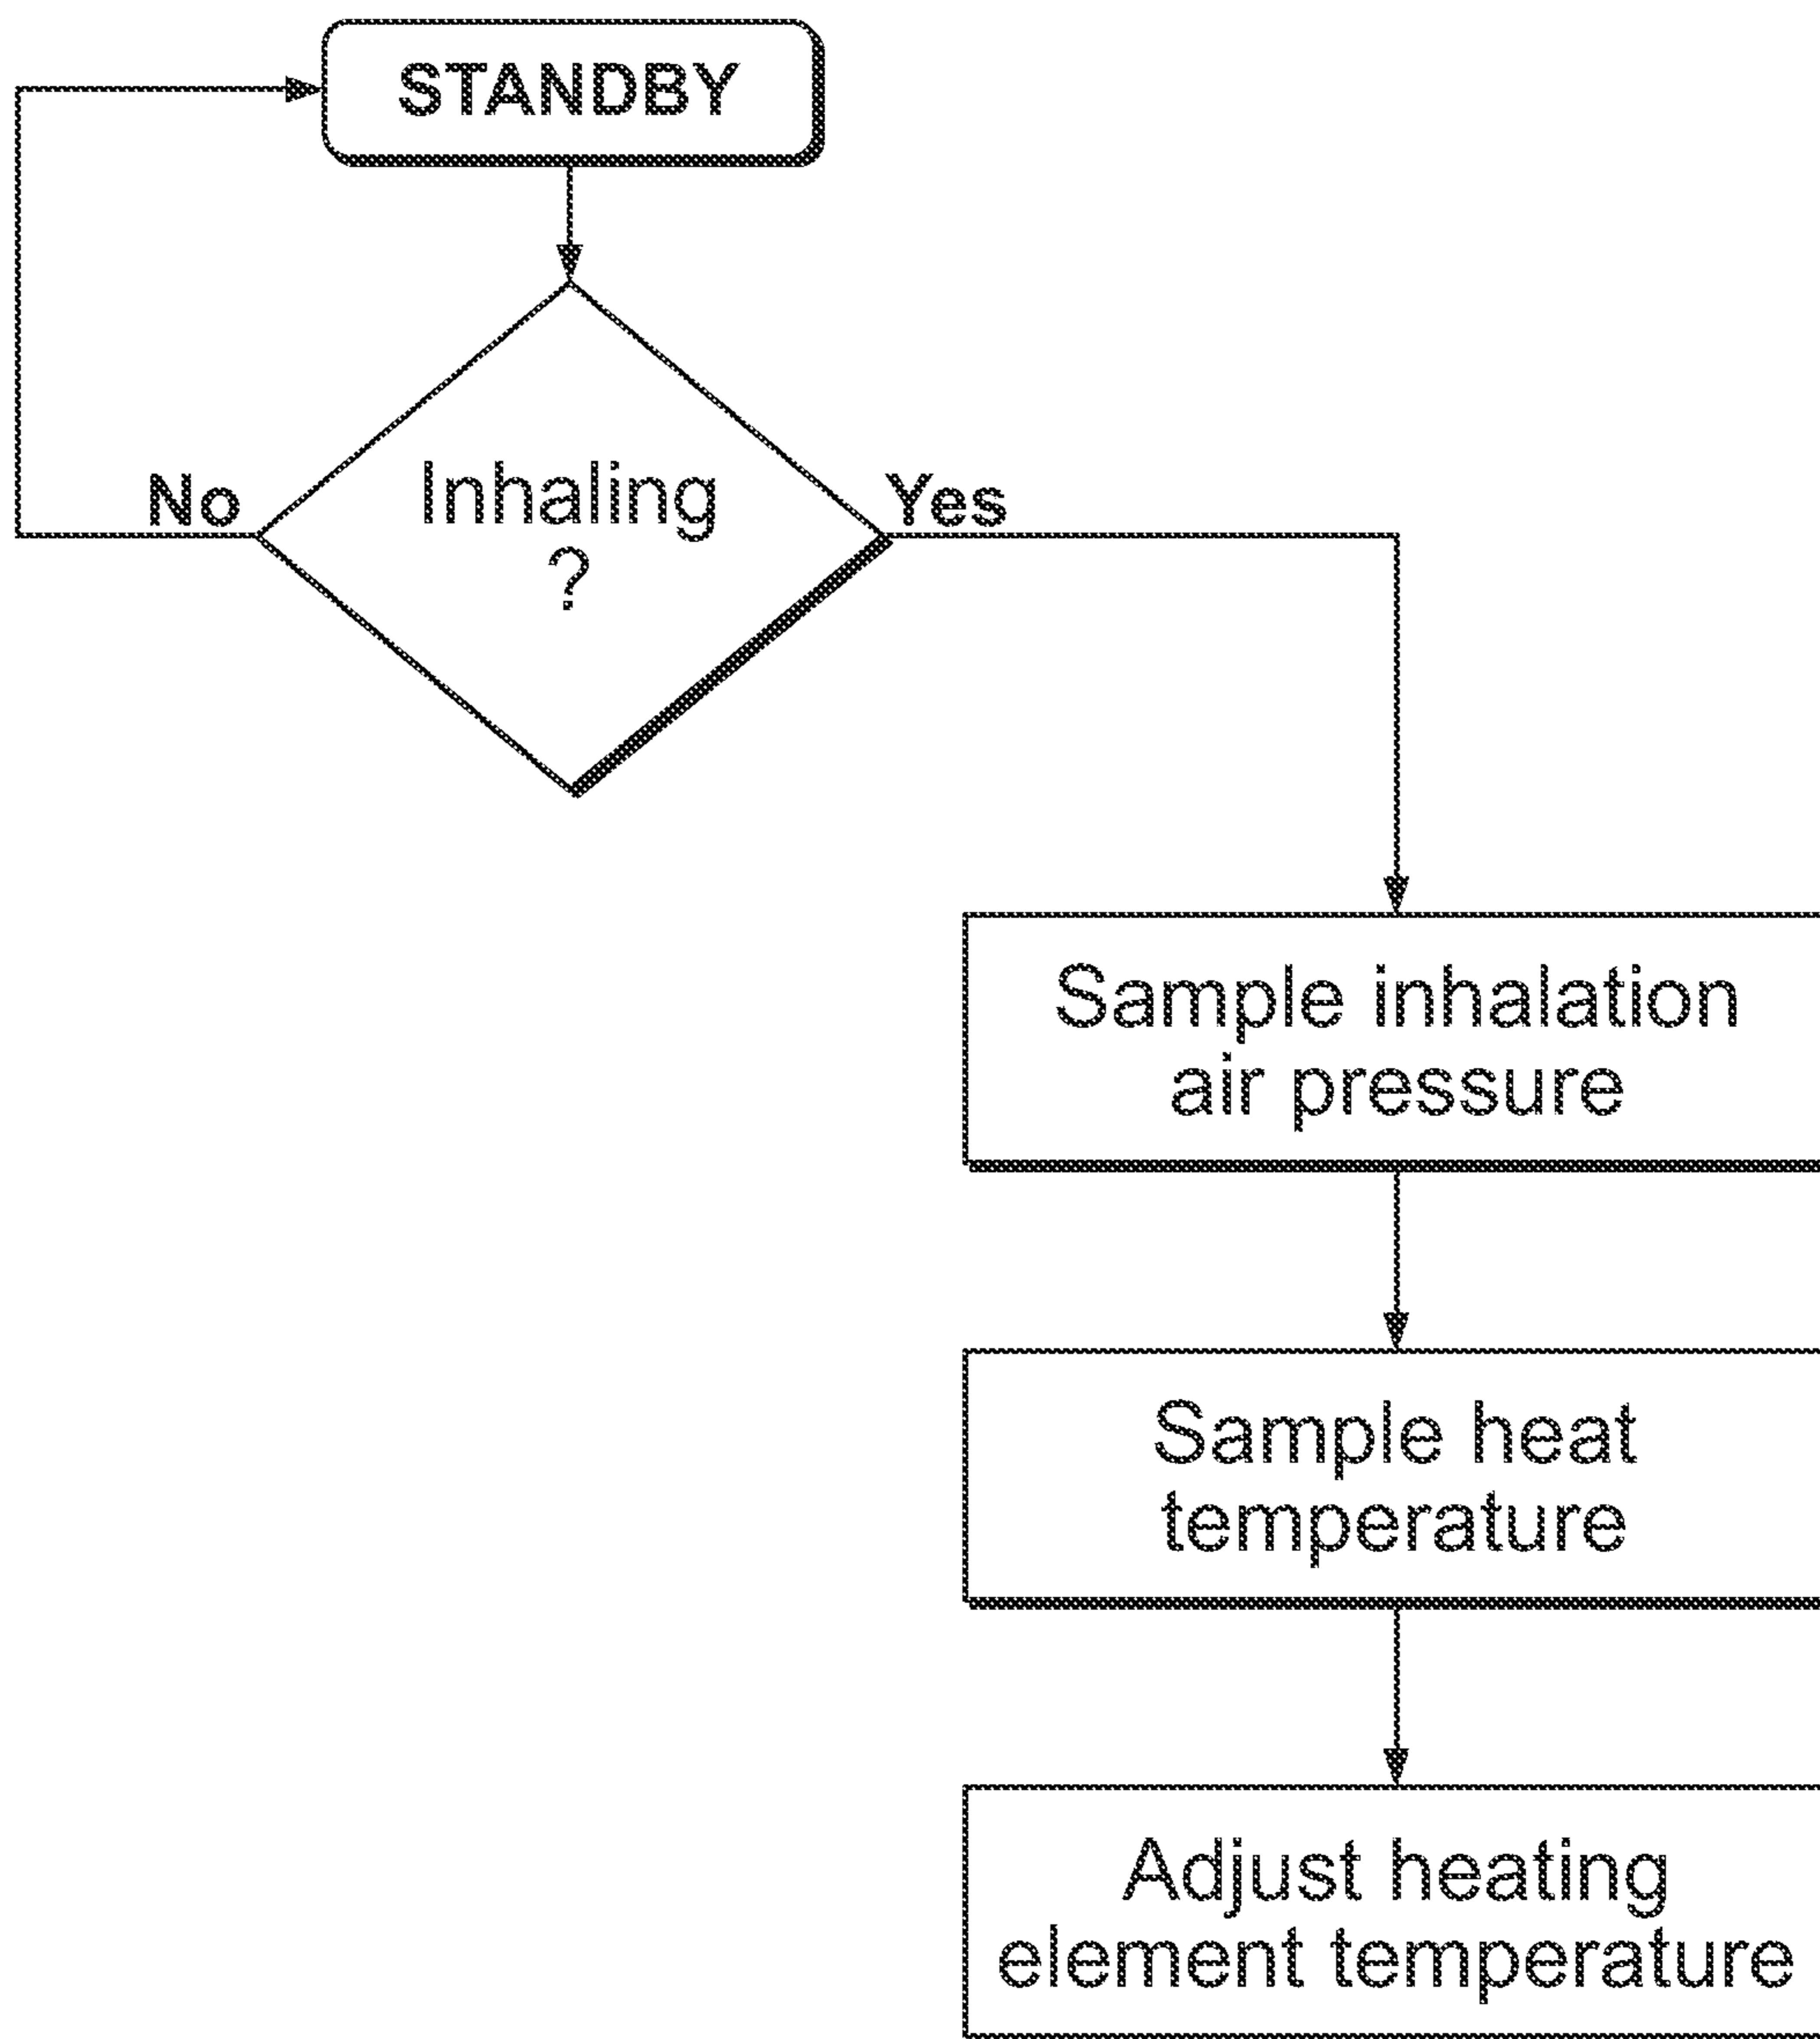 STANDBY
Inhaling
?
No
Yes
Sample inhalation
air pressure
Sample heat
temperature
Adjust heating
element temperature